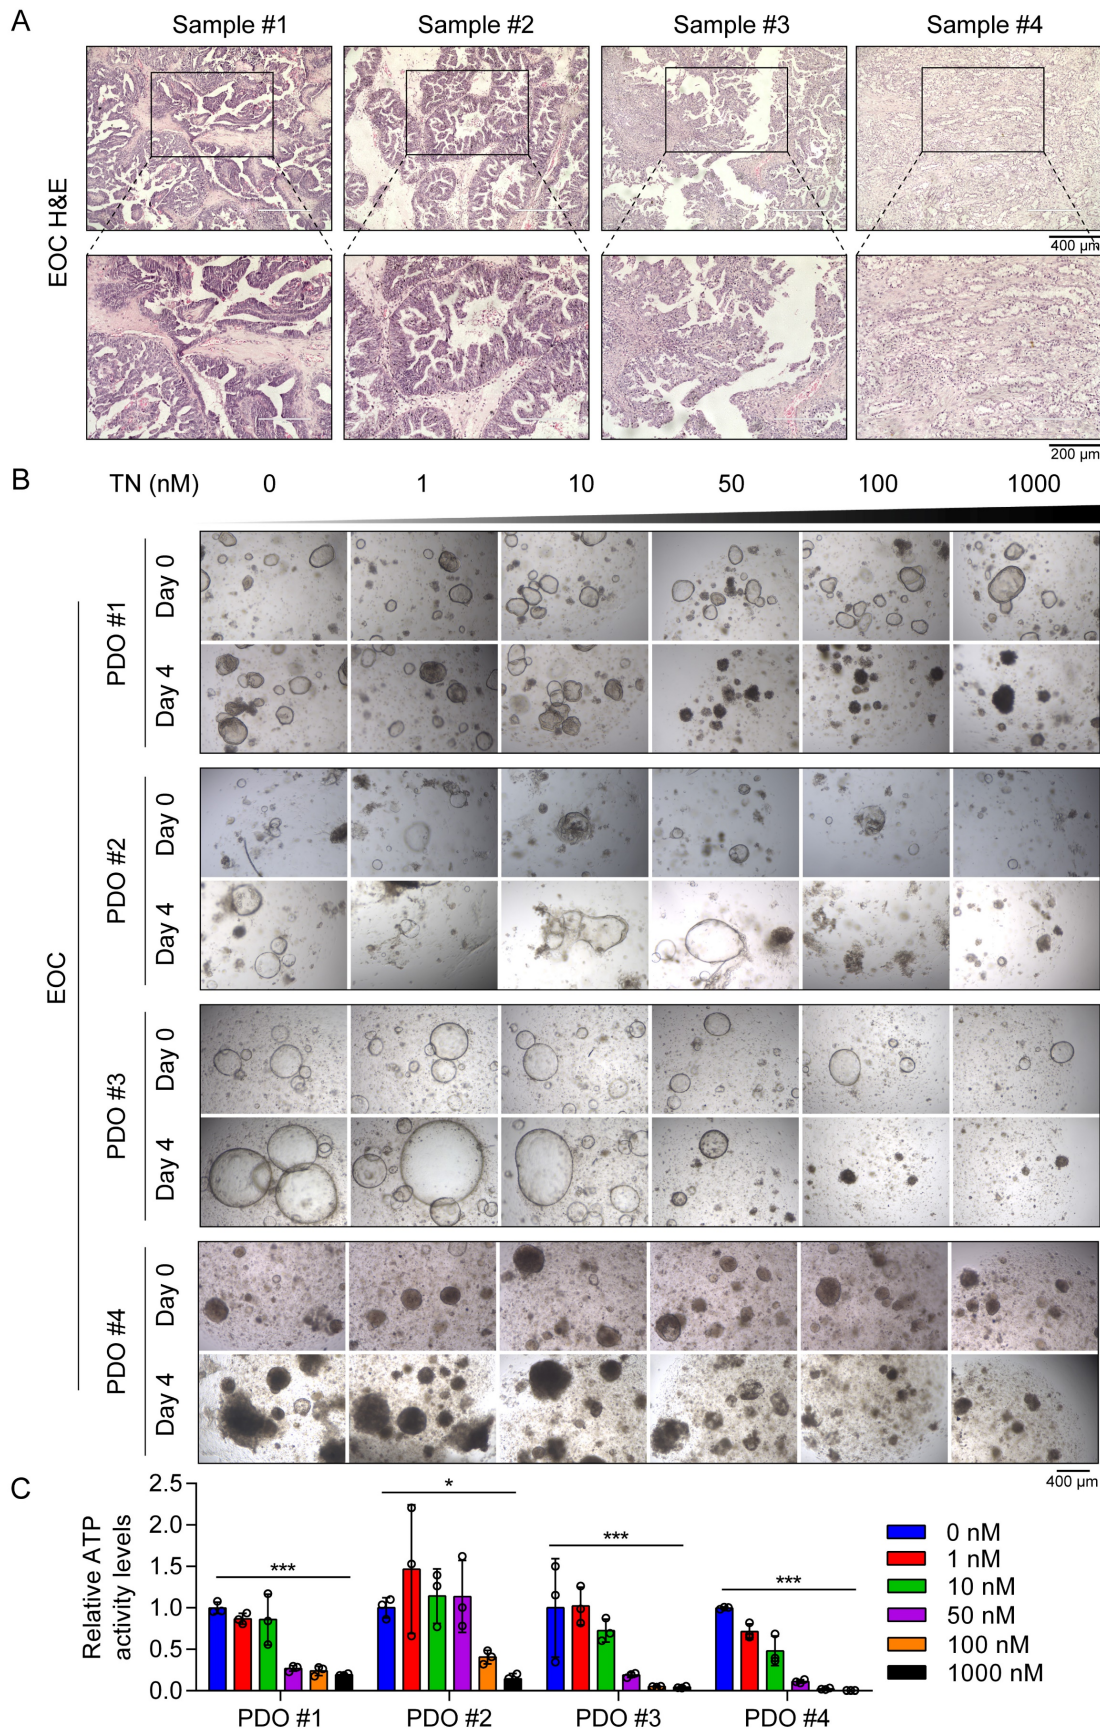 A
Sample #1 Sample #2 Sample #3 Sample #4
EOC H&E
400 µm
200 µm
B
TN (nM) 0 1 10 50 100 1000
EOC
PDO #1
Day 0
Day 4
PDO #2
Day 0
Day 4
PDO #3
Day 0
Day 4
PDO #4
Day 0
Day 4
400 µm
C
Relative ATP
activity levels
2.5
2.0
1.5
1.0
0.5
0.0
***
*
***
***
PDO #1 PDO #2 PDO #3 PDO #4
0 nM
1 nM
10 nM
50 nM
100 nM
1000 nM